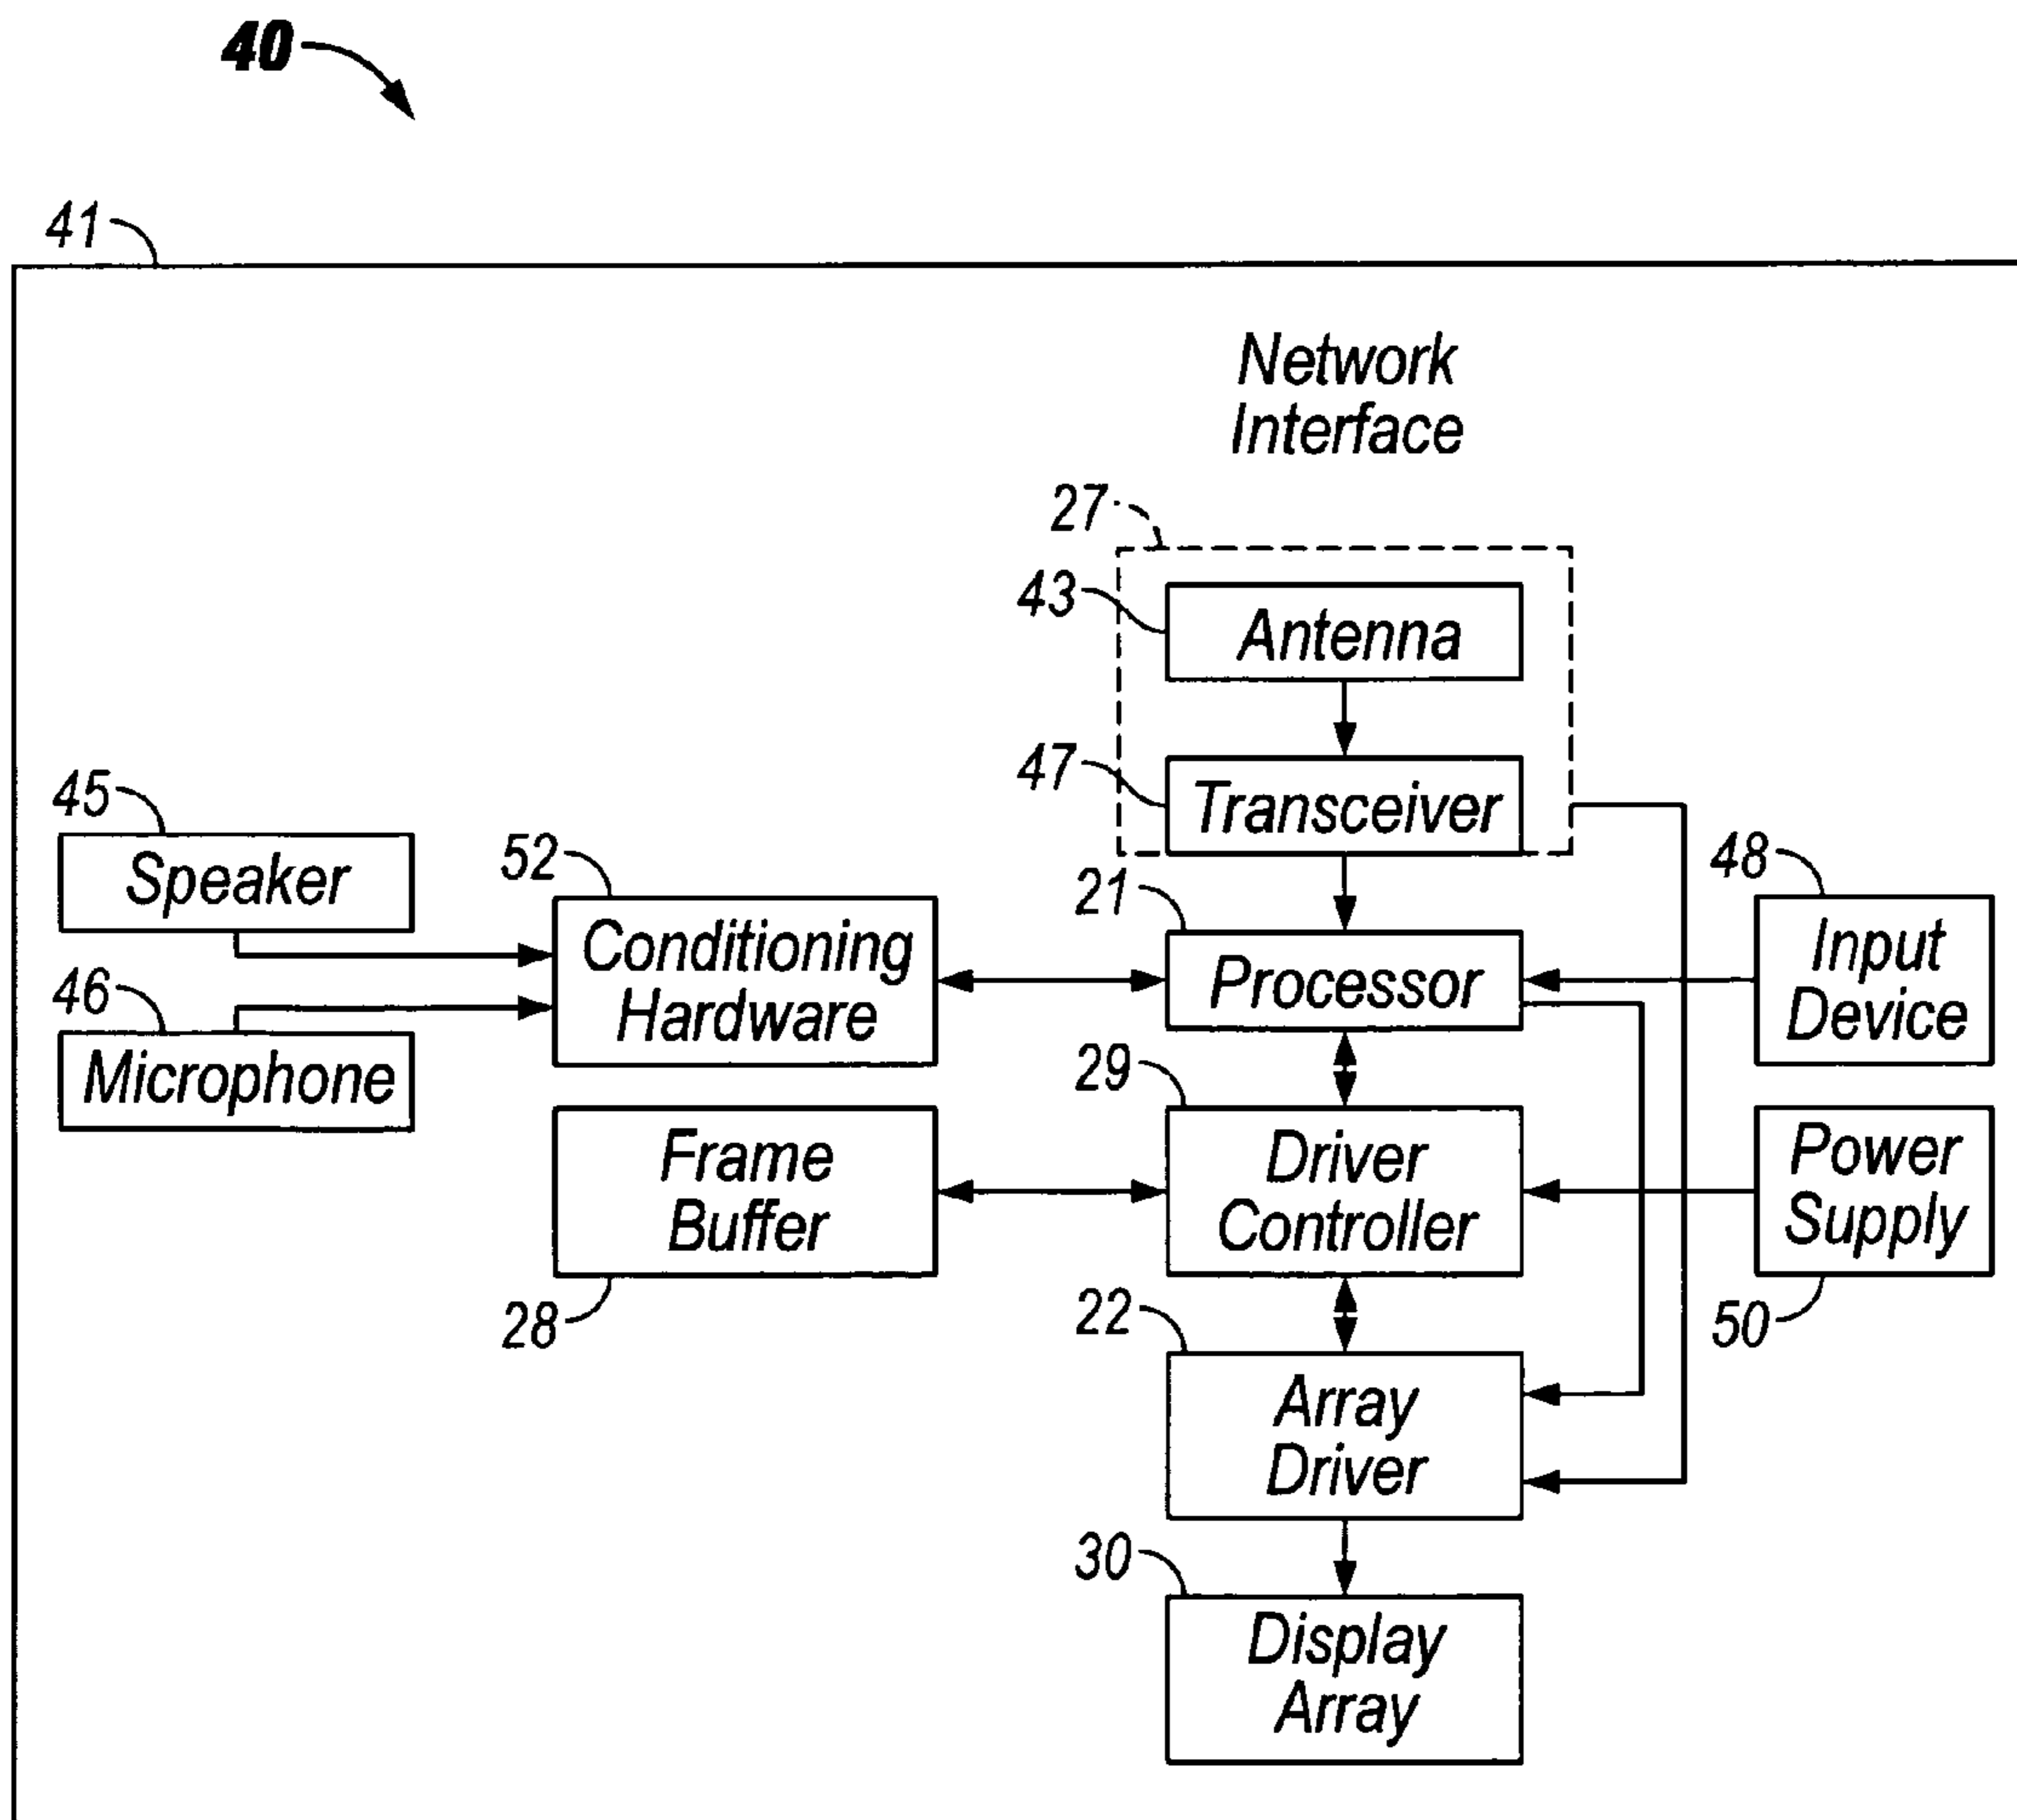 40
41
Network
Interface
27
43
Antenna
47
Transceiver
45
Speaker
52
Conditioning
Hardware
21
Processor
48
Input
Device
46
Microphone
29
Driver
Controller
Frame
Buffer
28
Power
Supply
50
22
Array
Driver
30
Display
Array